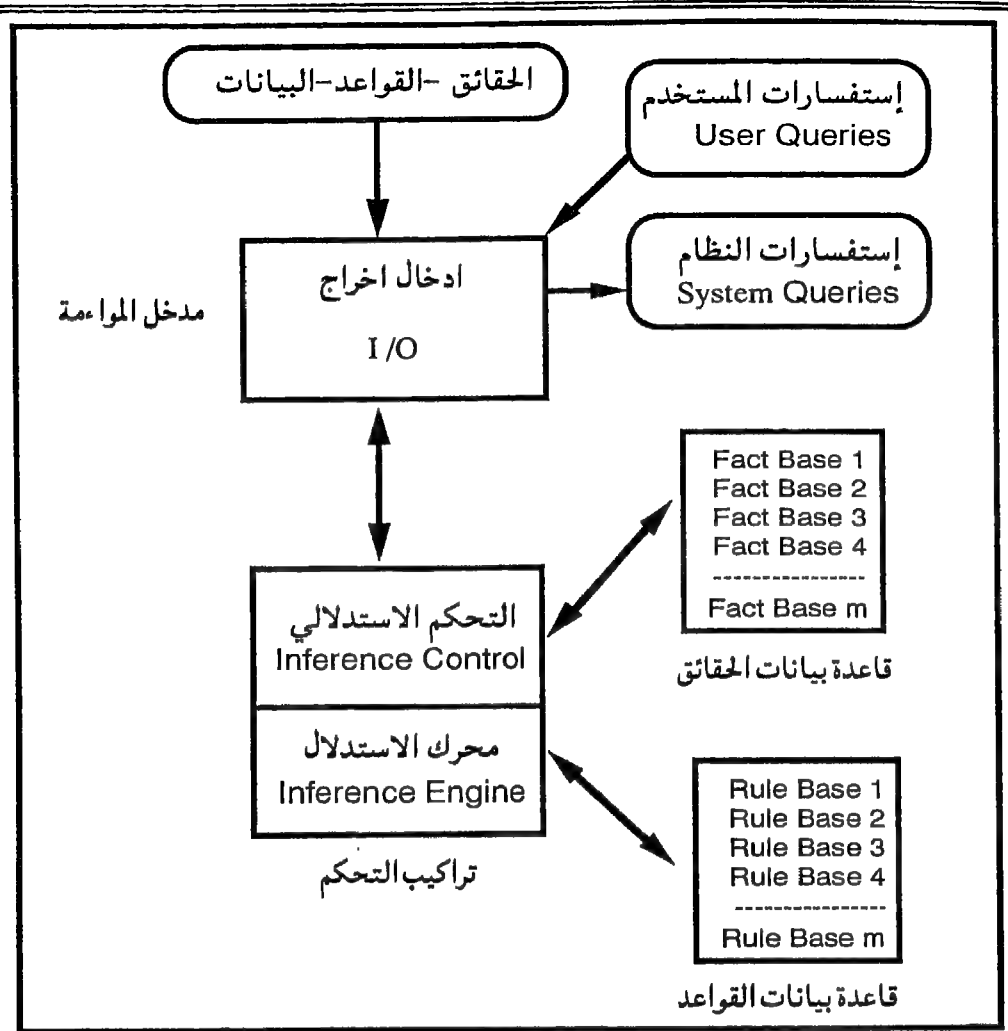 الحقائق -القواعد-البيانات
إستفسارات المستخدم
User Queries
إستفسارات النظام
System Queries
ادخال اخراج
I /O
مدخل المواءمة
Fact Base 1
Fact Base 2
Fact Base 3
Fact Base 4
----------------
Fact Base m
قاعدة بيانات الحقائق
التحكم الاستدلالي
Inference Control
محرك الاستدلال
Inference Engine
تراكيب التحكم
Rule Base 1
Rule Base 2
Rule Base 3
Rule Base 4
----------------
Rule Base m
قاعدة بيانات القواعد